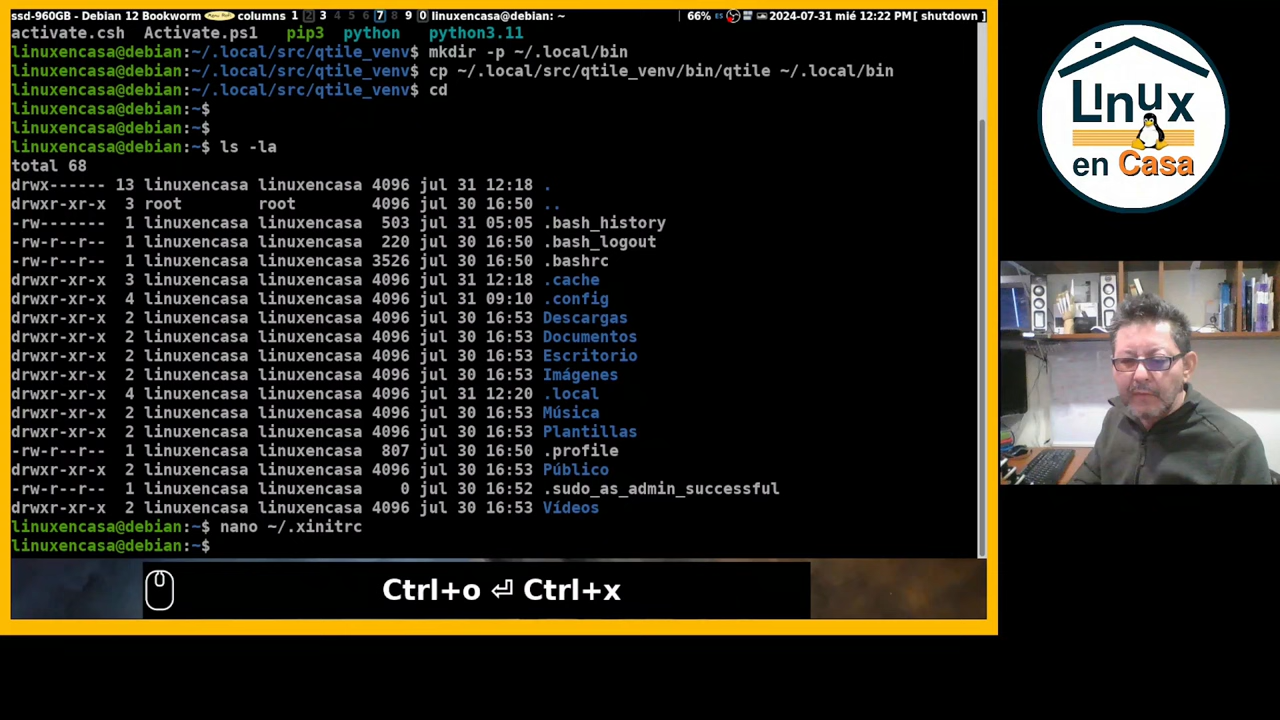 ssd-960GB - Debian 12 Bookworm columns 1 2 3 4 5 6 7 8 9 0 linuxencasa@debian: ~ 66% ES 2024-07-31 mié 12:22 PM[ shutdown ]
activate.csh Activate.ps1 pip3 python python3.11
linuxencasa@debian:~/.local/src/qtile_venv$ mkdir -p ~/.local/bin
linuxencasa@debian:~/.local/src/qtile_venv$ cp ~/.local/src/qtile_venv/bin/qtile ~/.local/bin
linuxencasa@debian:~/.local/src/qtile_venv$ cd
linuxencasa@debian:~$
linuxencasa@debian:~$
linuxencasa@debian:~$ ls -la
total 68
drwx------ 13 linuxencasa linuxencasa 4096 jul 31 12:18 .
drwxr-xr-x 3 root root 4096 jul 30 16:50 ..
-rw------- 1 linuxencasa linuxencasa 503 jul 31 05:05 .bash_history
-rw-r--r-- 1 linuxencasa linuxencasa 220 jul 30 16:50 .bash_logout
-rw-r--r-- 1 linuxencasa linuxencasa 3526 jul 30 16:50 .bashrc
drwxr-xr-x 3 linuxencasa linuxencasa 4096 jul 31 12:18 .cache
drwxr-xr-x 4 linuxencasa linuxencasa 4096 jul 31 09:10 .config
drwxr-xr-x 2 linuxencasa linuxencasa 4096 jul 30 16:53 Descargas
drwxr-xr-x 2 linuxencasa linuxencasa 4096 jul 30 16:53 Documentos
drwxr-xr-x 2 linuxencasa linuxencasa 4096 jul 30 16:53 Escritorio
drwxr-xr-x 2 linuxencasa linuxencasa 4096 jul 30 16:53 Imágenes
drwxr-xr-x 4 linuxencasa linuxencasa 4096 jul 31 12:20 .local
drwxr-xr-x 2 linuxencasa linuxencasa 4096 jul 30 16:53 Música
drwxr-xr-x 2 linuxencasa linuxencasa 4096 jul 30 16:53 Plantillas
-rw-r--r-- 1 linuxencasa linuxencasa 807 jul 30 16:50 .profile
drwxr-xr-x 2 linuxencasa linuxencasa 4096 jul 30 16:53 Público
-rw-r--r-- 1 linuxencasa linuxencasa 0 jul 30 16:52 .sudo_as_admin_successful
drwxr-xr-x 2 linuxencasa linuxencasa 4096 jul 30 16:53 Vídeos
linuxencasa@debian:~$ nano ~/.xinitrc
linuxencasa@debian:~$
Ctrl+o ⏎ Ctrl+x
Linux
en Casa